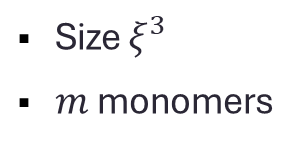 ▪ Size ξ³
▪ m monomers